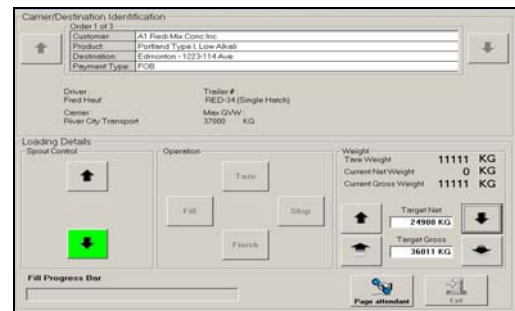 Carrier/Destination Identification
Order 1 of 3
Customer: A1 Redi Mix Conc Inc
Product: Portland Type I, Low Alkali
Destination: Edmonton - 1223-114 Ave
Payment Type: FOB
Driver: Trailer #:
Fred Hauf RED-34 (Single Hatch)
Carrier: Max GVW:
River City Transport 37000 KG
Loading Details
Spout Control Operation Weight
Tare Weight 11111 KG
Current Net Weight 0 KG
Current Gross Weight 11111 KG
Tare
Fill Stop
Finish
Target Net
24900 KG
Target Gross
36011 KG
Fill Progress Bar
Page attendant Exit